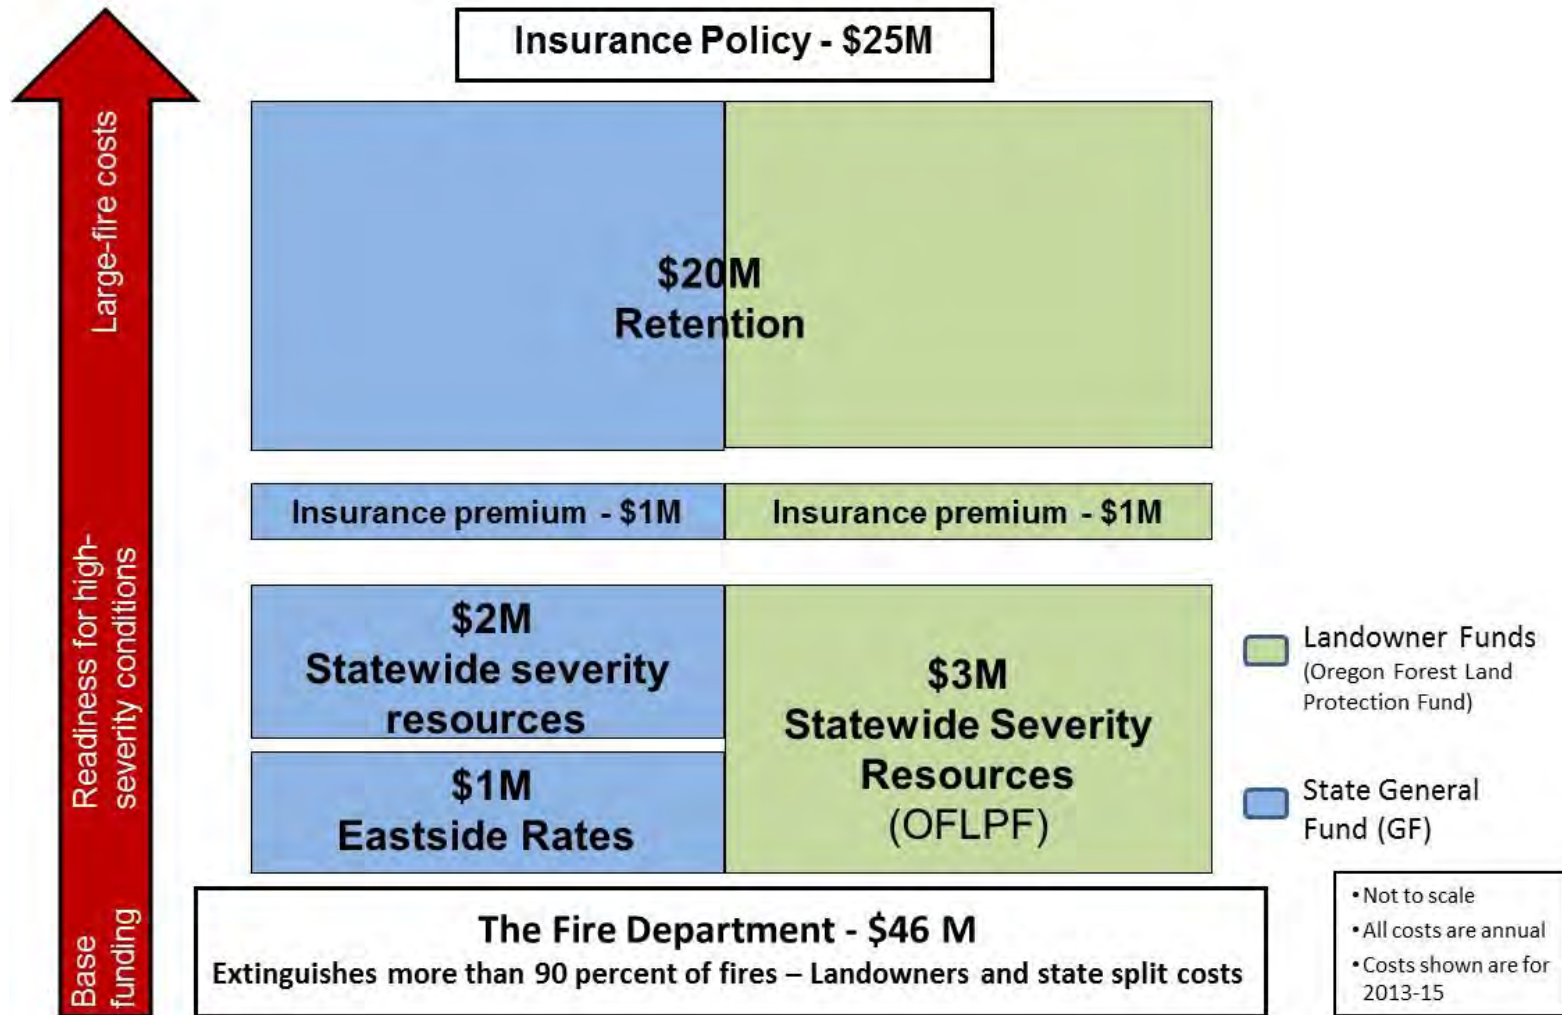 Insurance Policy - $25M
Large-fire costs
$20M
Retention
Insurance premium - $1M
Insurance premium - $1M
Readiness for high-
severity conditions
$2M
Statewide severity
resources
$1M
Eastside Rates
$3M
Statewide Severity
Resources
(OFLPF)
Landowner Funds
(Oregon Forest Land
Protection Fund)
State General
Fund (GF)
Base
funding
The Fire Department - $46 M
Extinguishes more than 90 percent of fires – Landowners and state split costs
•Not to scale
•All costs are annual
•Costs shown are for
2013-15